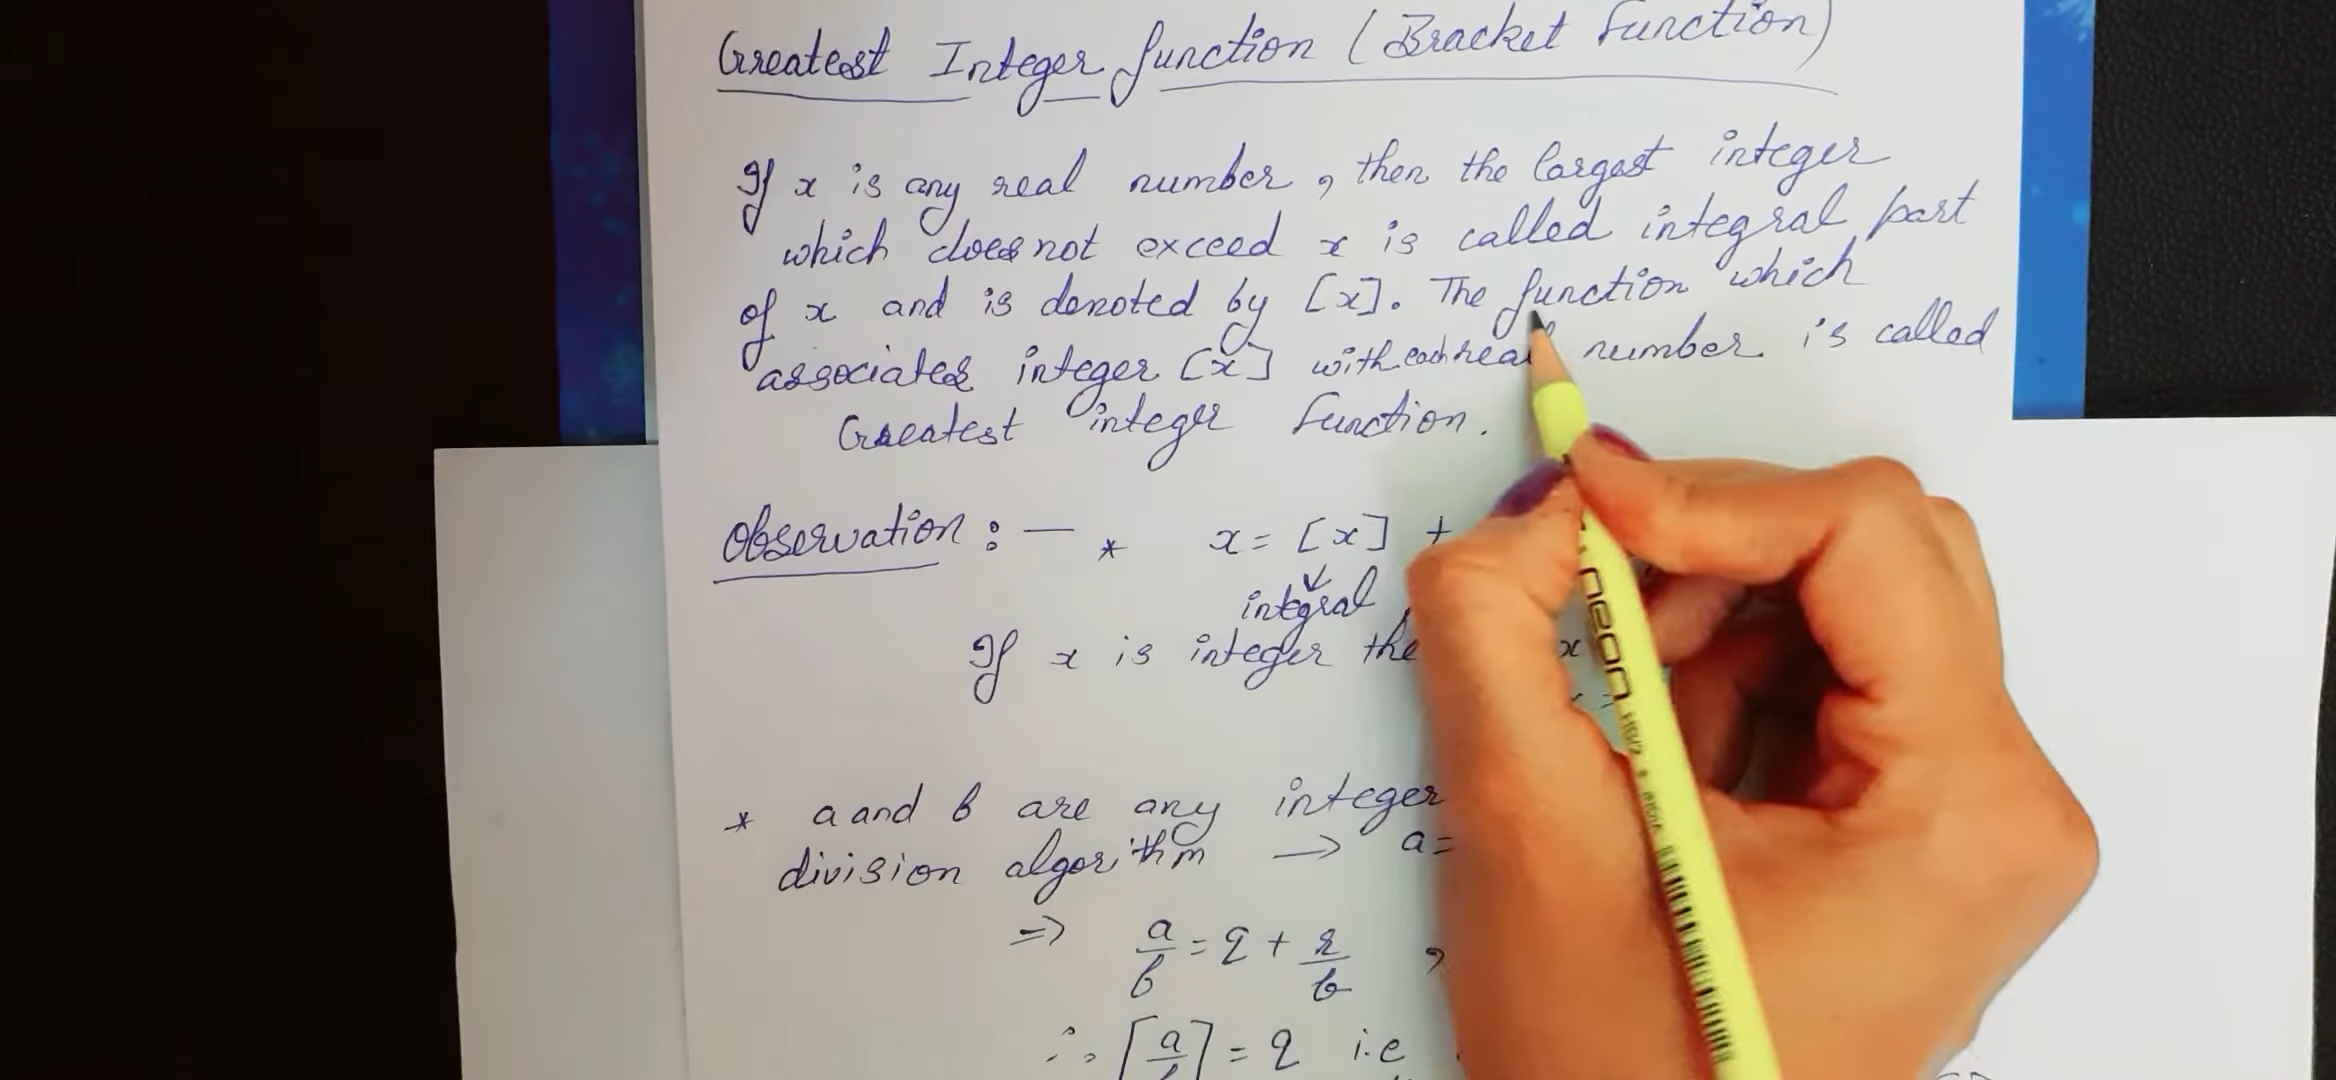 Greatest Integer function (Bracket Function)
If x is any real number, then the largest integer
which does not exceed x is called integral part
of x and is denoted by [x]. The function which
associates integer [x] with each real number is called
Greatest integer function.
Observation :— * x = [x] +
integral
If x is integer the x
* a and b are any integer
division algorithm → a=
⇒ a/b = q + r/b ,
∴ [a/b] = q i.e
neon HB/2